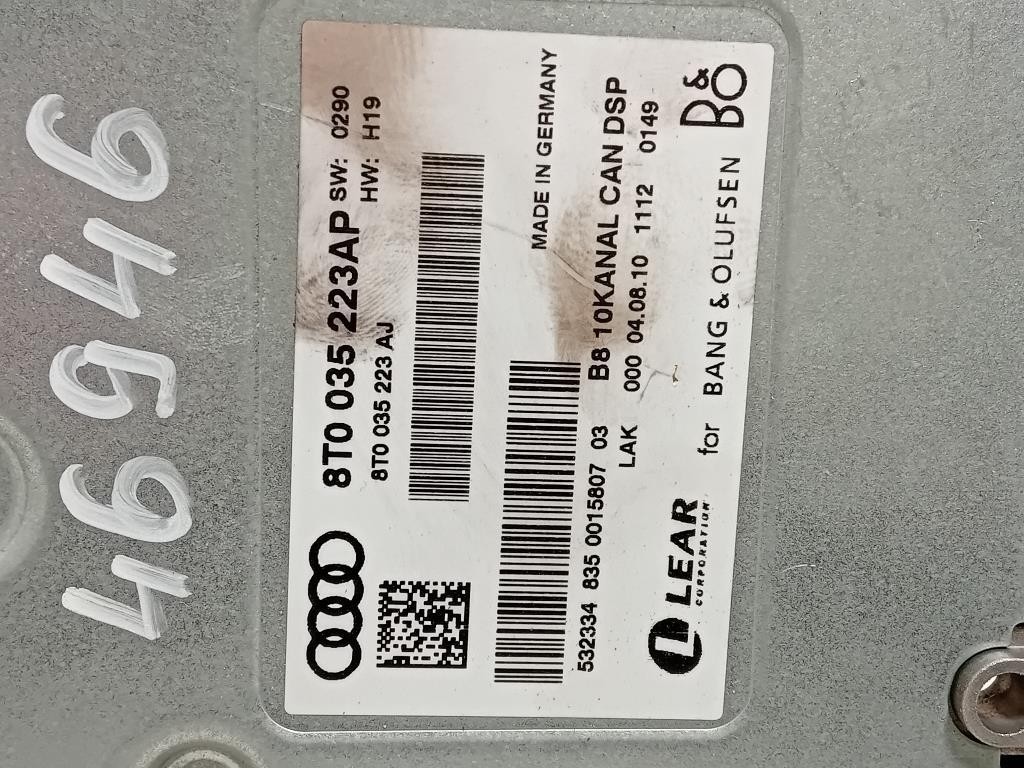 46946
8T0 035 223AP SW: 0290
8T0 035 223 AJ HW: H19
MADE IN GERMANY
532334 835 0015807 03 B8 10KANAL CAN DSP
LAK 000 04.08.10 1112 0149
LEAR
CORPORATION
for BANG & OLUFSEN
B&O